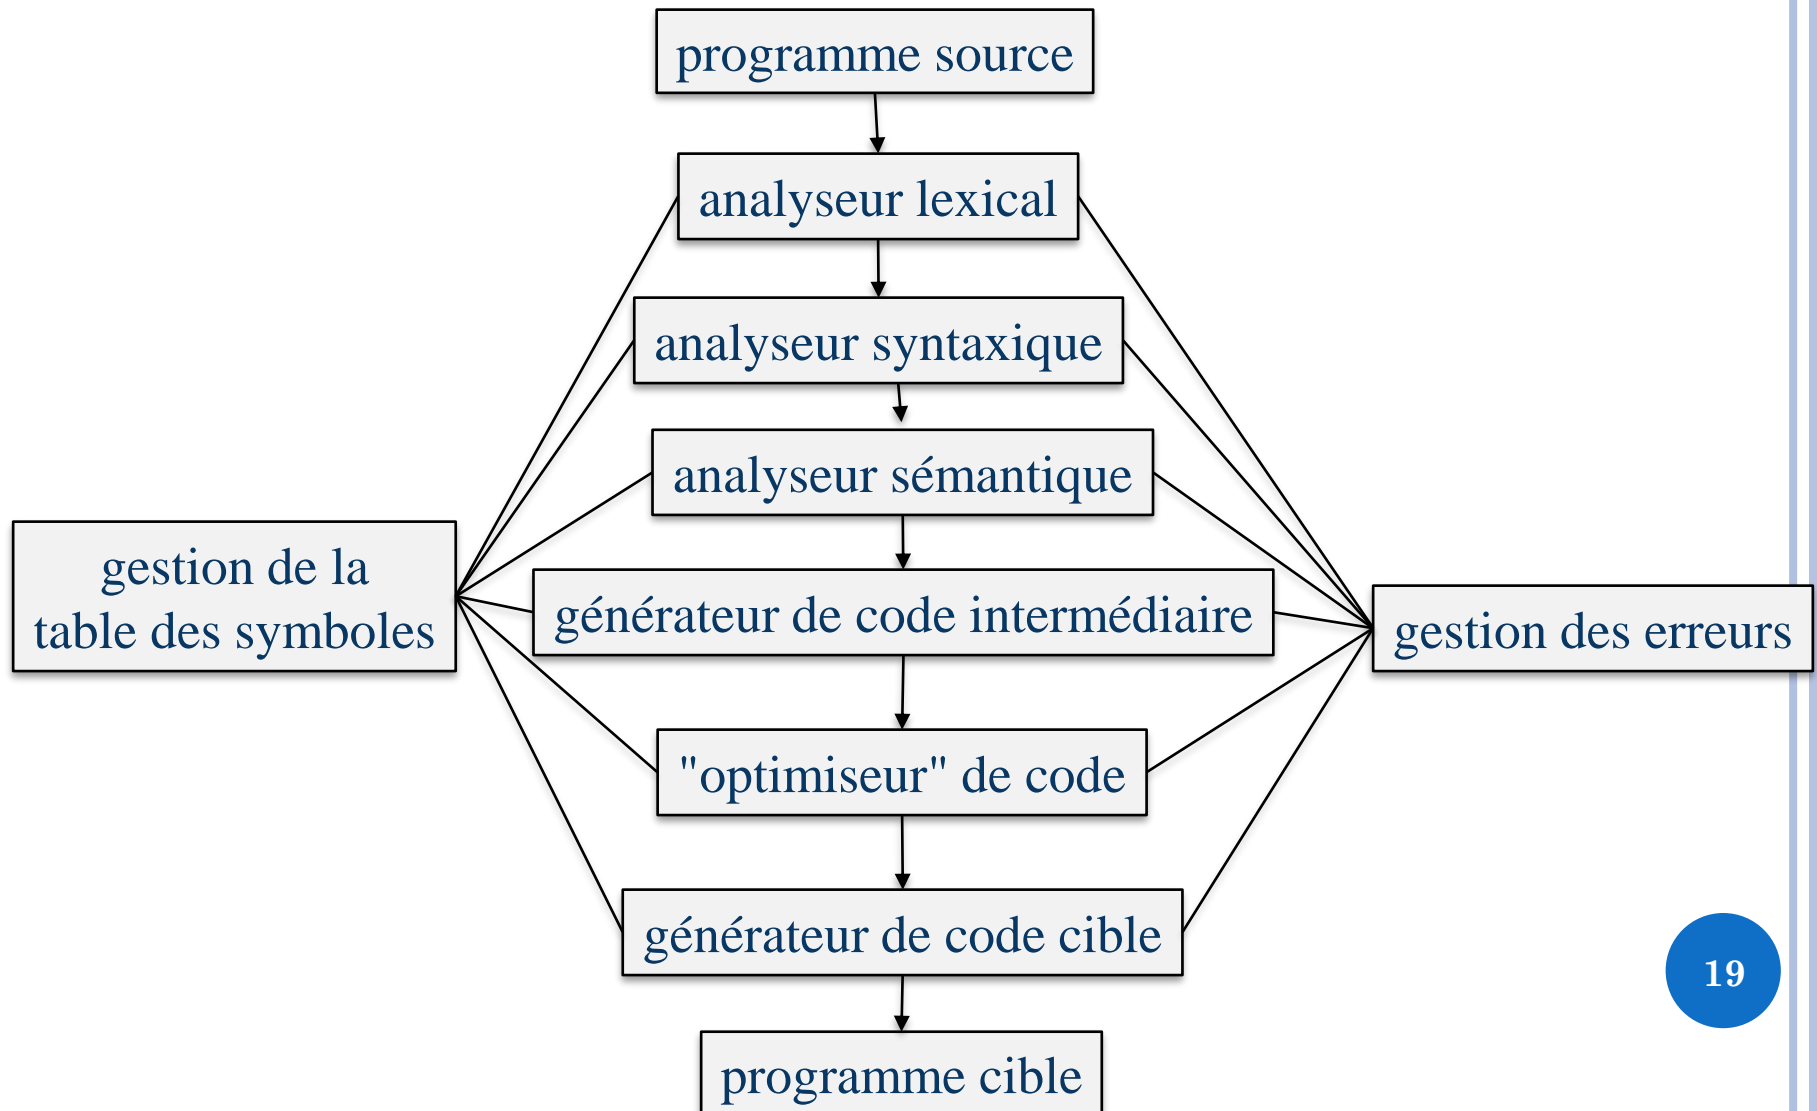 programme source
analyseur lexical
analyseur syntaxique
analyseur sémantique
gestion de la
table des symboles
générateur de code intermédiaire
gestion des erreurs
"optimiseur" de code
générateur de code cible
19
programme cible